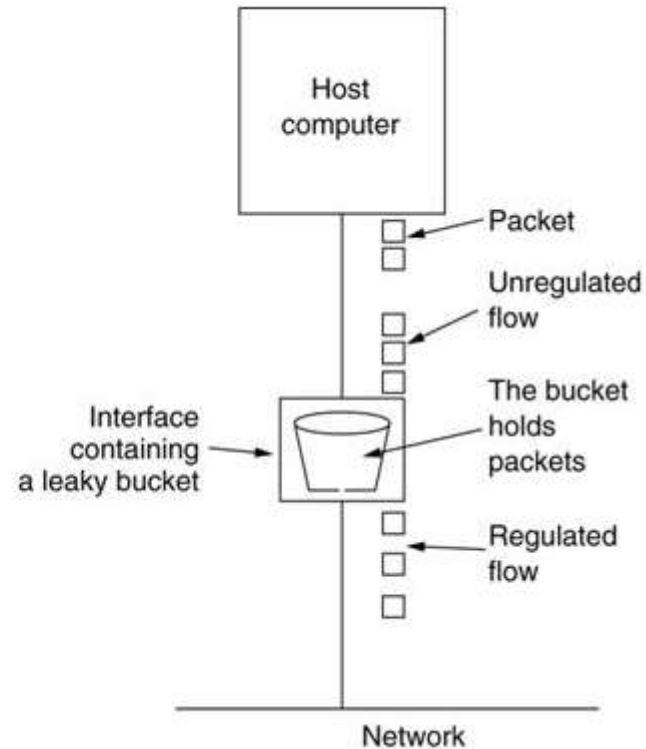 Host
computer
Packet
Unregulated
flow
The bucket
holds
packets
Interface
containing
a leaky bucket
Regulated
flow
Network